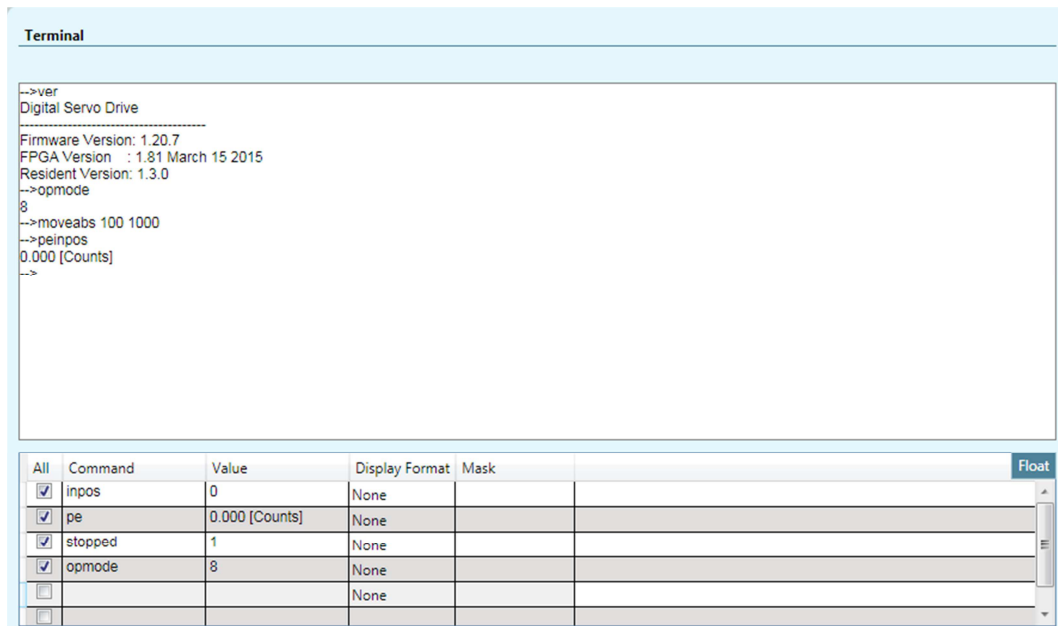 Terminal
-->ver
Digital Servo Drive
---------------------------------------
Firmware Version: 1.20.7
FPGA Version : 1.81 March 15 2015
Resident Version: 1.3.0
-->opmode
8
-->moveabs 100 1000
-->peinpos
0.000 [Counts]
-->
All Command Value Display Format Mask Float
inpos 0 None
pe 0.000 [Counts] None
stopped 1 None
opmode 8 None
None